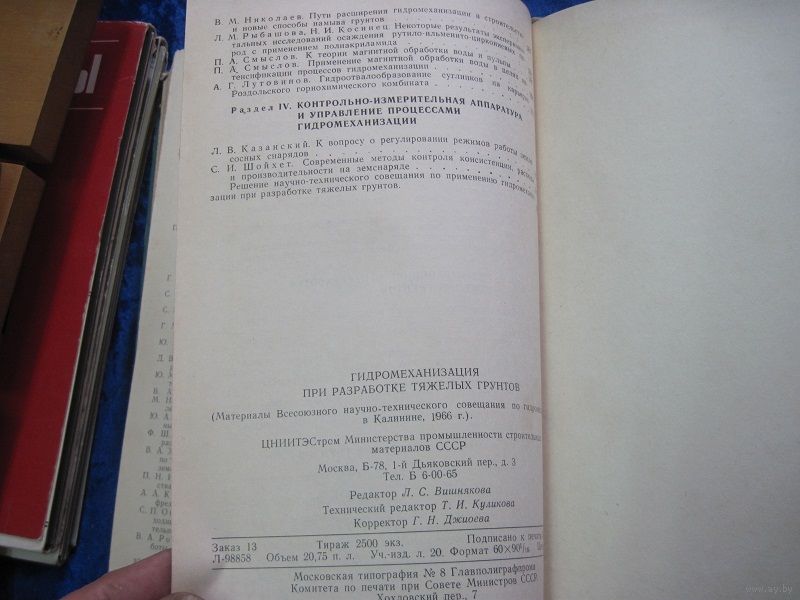 Ы
В. М. Николаев. Пути расширения гидромеханизации в строительстве
и новые способы намыва грунтов
Л. М. Рыбашова, Н. И. Косинец. Некоторые результаты
тальных исследований осаждения рутило-ильменито-цирконовых
род с применением полиакриламида
П. А. Смыслов. К теории магнитной обработки воды и пульпы
П. А. Смыслов. Применение магнитной обработки воды в целях
тенсификации процессов гидромеханизации
А. Г. Лутовинов. Гидроотвалообразование суглинков на карьерах
Роздольского горнохимического комбината
Раздел IV. КОНТРОЛЬНО-ИЗМЕРИТЕЛЬНАЯ АППАРАТУРА
И УПРАВЛЕНИЕ ПРОЦЕССАМИ
ГИДРОМЕХАНИЗАЦИИ
Л. В. Казанский. К вопросу о регулировании режимов работы
сосных снарядов
С. И. Шойхет. Современные методы контроля консистенции,
и производительности на земснаряде
Решение научно-технического совещания по применению
зации при разработке тяжелых грунтов.
ГИДРОМЕХАНИЗАЦИЯ
ПРИ РАЗРАБОТКЕ ТЯЖЕЛЫХ ГРУНТОВ
(Материалы Всесоюзного научно-технического совещания по
в Калинине, 1966 г.).
ЦНИИТЭСтром Министерства промышленности
материалов СССР
Москва, Б-78, 1-й Дьяковский пер., д. 3
Тел. Б 6-00-65
Редактор Л. С. Вишнякова
Технический редактор Т. И. Куликова
Корректор Г. Н. Джиоева
Заказ 13 Тираж 2500 экз. Подписано к печати
Л-98858 Объем 20,75 п. л. Уч.-изд. л. 20. Формат 60×90¹/₁₆
Московская типография № 8 Главполиграфпрома
Комитета по печати при Совете Министров СССР,
Хохловский пер., 7
www.ay.by